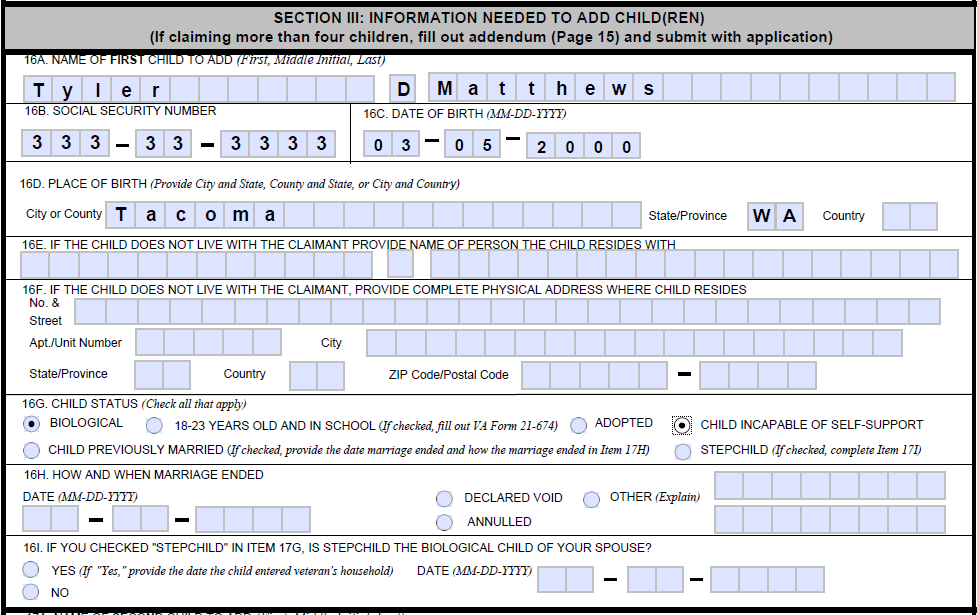 SECTION III: INFORMATION NEEDED TO ADD CHILD(REN)
(If claiming more than four children, fill out addendum (Page 15) and submit with application)
16A. NAME OF FIRST CHILD TO ADD (First, Middle Initial, Last)
Tyler D Matthews
16B. SOCIAL SECURITY NUMBER
16C. DATE OF BIRTH (MM-DD-YYYY)
333 – 33 – 3333
03 – 05 – 2000
16D. PLACE OF BIRTH (Provide City and State, County and State, or City and Country)
City or County Tacoma State/Province WA Country
16E. IF THE CHILD DOES NOT LIVE WITH THE CLAIMANT PROVIDE NAME OF PERSON THE CHILD RESIDES WITH
16F. IF THE CHILD DOES NOT LIVE WITH THE CLAIMANT, PROVIDE COMPLETE PHYSICAL ADDRESS WHERE CHILD RESIDES
No. &
Street
Apt./Unit Number City
State/Province Country ZIP Code/Postal Code –
16G. CHILD STATUS (Check all that apply)
BIOLOGICAL 18-23 YEARS OLD AND IN SCHOOL (If checked, fill out VA Form 21-674) ADOPTED CHILD INCAPABLE OF SELF-SUPPORT
CHILD PREVIOUSLY MARRIED (If checked, provide the date marriage ended and how the marriage ended in Item 17H) STEPCHILD (If checked, complete Item 17I)
16H. HOW AND WHEN MARRIAGE ENDED
DATE (MM-DD-YYYY) DECLARED VOID OTHER (Explain)
– –
ANNULLED
16I. IF YOU CHECKED "STEPCHILD" IN ITEM 17G, IS STEPCHILD THE BIOLOGICAL CHILD OF YOUR SPOUSE?
YES (If "Yes," provide the date the child entered veteran's household) DATE (MM-DD-YYYY) – –
NO